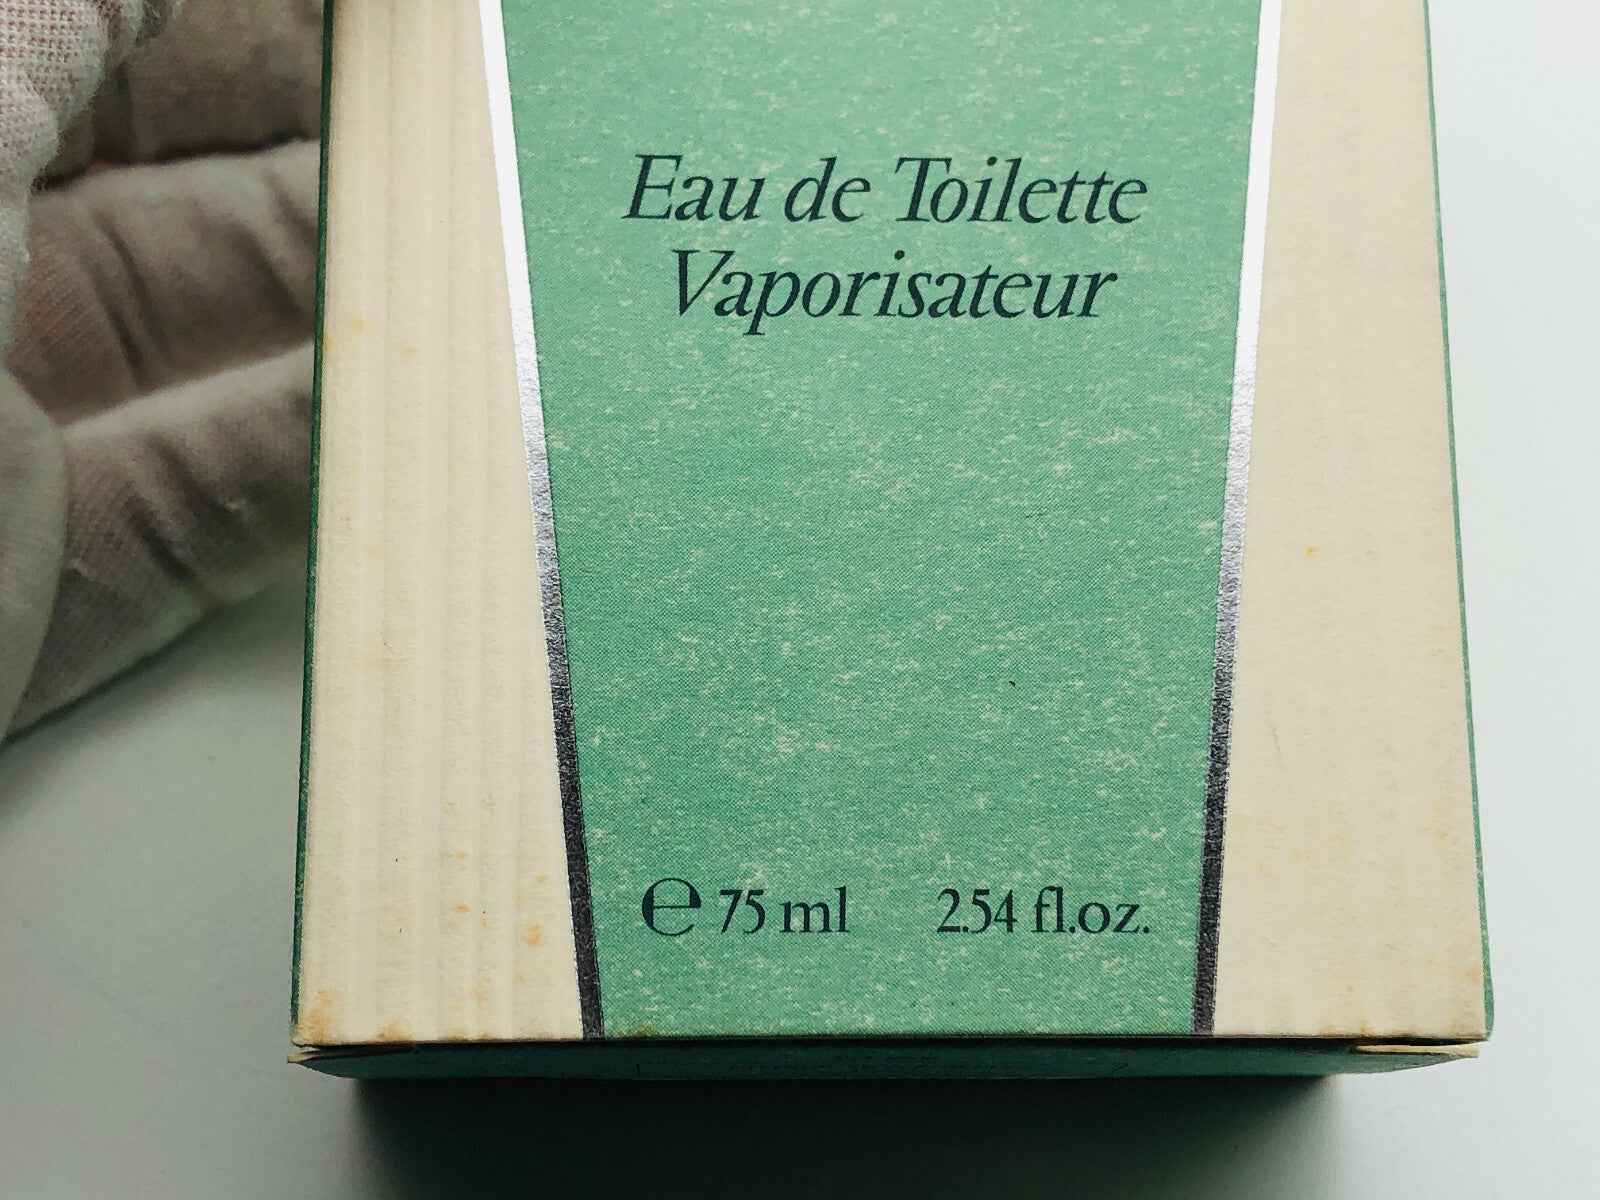 Eau de Toilette
Vaporisateur
℮ 75 ml 2.54 fl.oz.